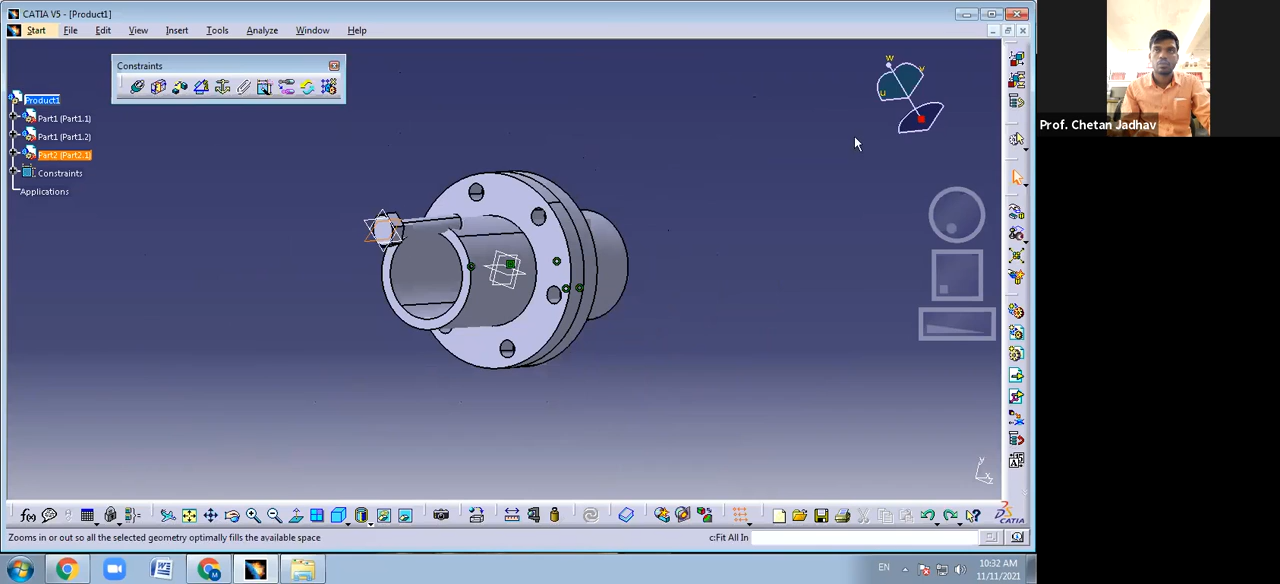 CATIA V5 - [Product1]
Start File Edit View Insert Tools Analyze Window Help
Constraints
Product1
Part1 (Part1.1)
Part1 (Part1.2)
Part2 (Part2.1)
Constraints
Applications
w
v
u
Prof. Chetan Jadhav
y
z
f(x)
CATIA
Zooms in or out so all the selected geometry optimally fills the available space
c:Fit All In
EN
10:32 AM
11/11/2021